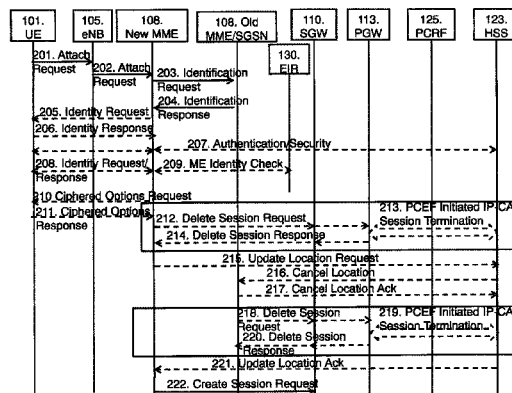 101.
UE
105.
eNB
108.
New MME
108. Old
MME/SGSN
110.
SGW
113.
PGW
125.
PCRF
123.
HSS
130.
EIR
201. Attach
Request
202. Attach
Request
203. Identification
Request
204. Identification
Response
205. Identity Request
206. Identity Response
207. Authentication/Security
208. Identity Request/
Response
209. ME Identity Check
210 Ciphered Options Request
211. Ciphered Options
Response
212. Delete Session Request
213. PCEF Initiated IP-CA
Session Termination
214. Delete Session Response
215. Update Location Request
216. Cancel Location
217. Cancel Location Ack
218. Delete Session
Request
219. PCEF Initiated IP-CA
Session Termination
220. Delete Session
Response
221. Update Location Ack
222. Create Session Request